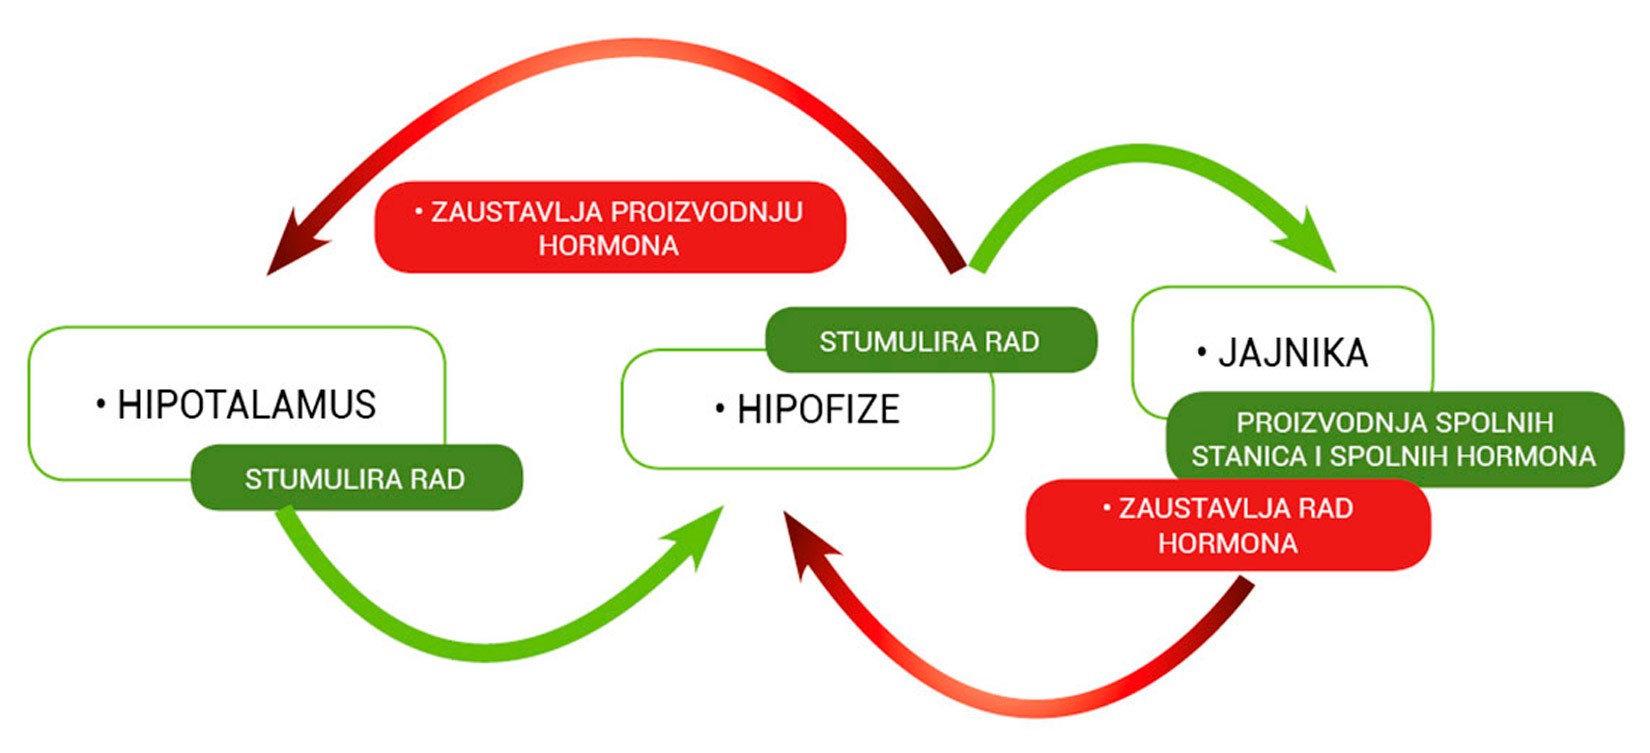 • ZAUSTAVLJA PROIZVODNJU
HORMONA
• HIPOTALAMUS
STUMULIRA RAD
STUMULIRA RAD
• HIPOFIZE
• JAJNIKA
PROIZVODNJA SPOLNIH
STANICA I SPOLNIH HORMONA
• ZAUSTAVLJA RAD
HORMONA